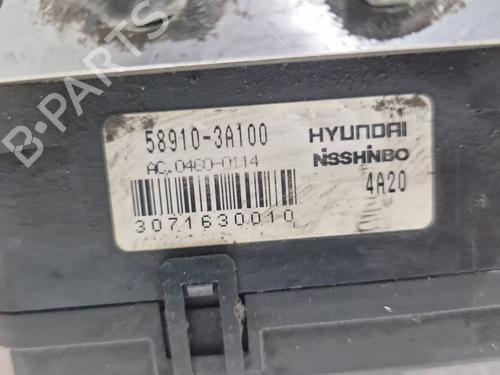 58910-3A100 HYUNDAI
AC.0460-0114 NiSSHiNBO
4A20
3071630010
B-PARTS